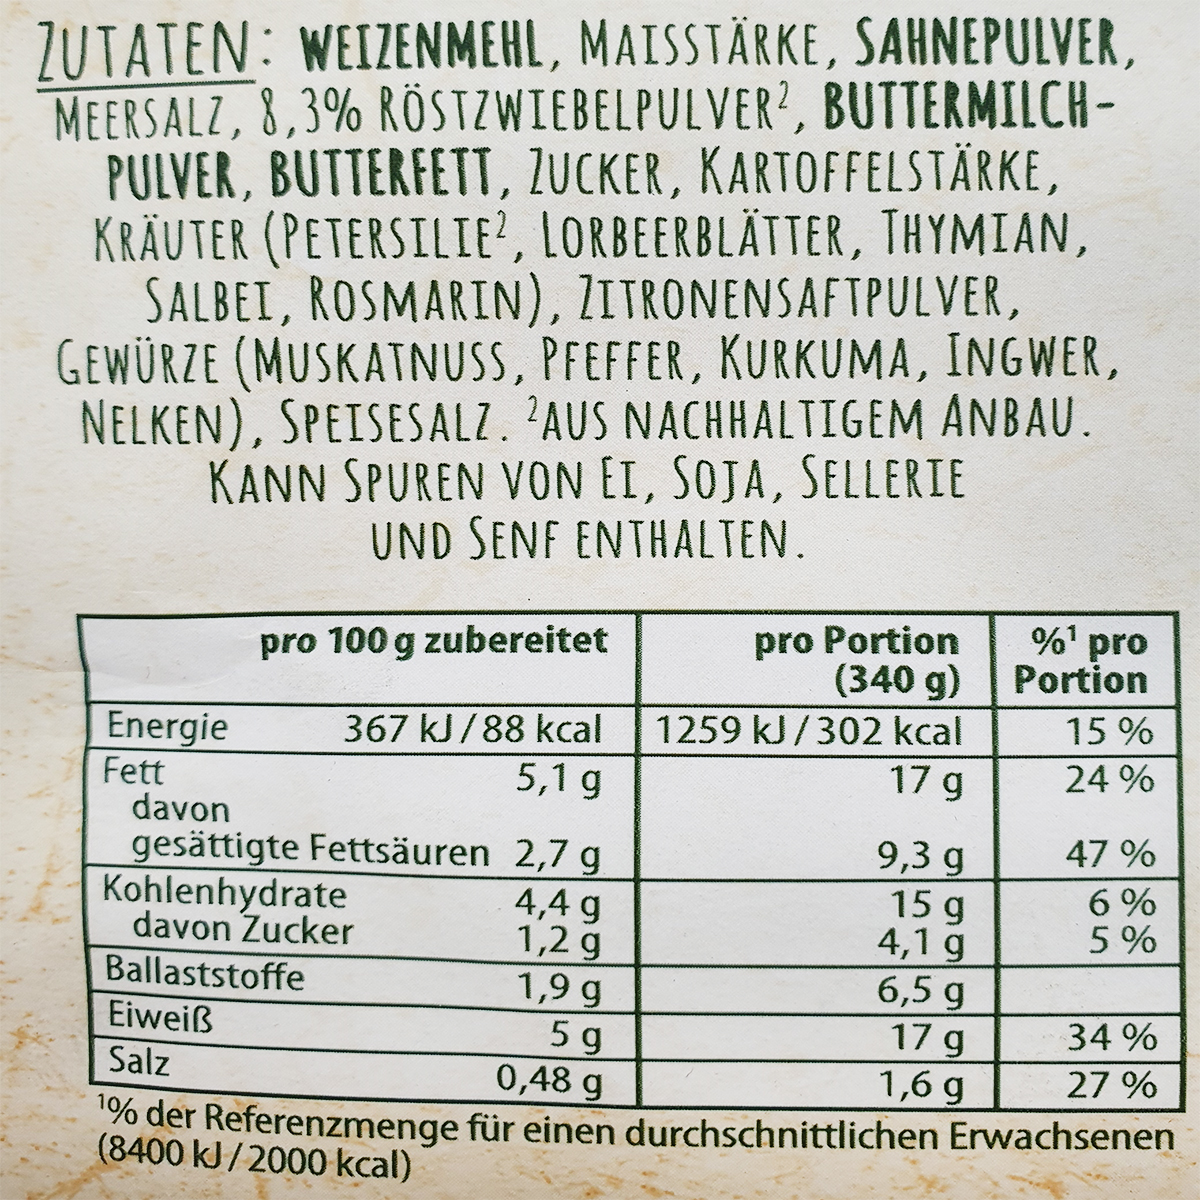 ZUTATEN: WEIZENMEHL, MAISSTÄRKE, SAHNEPULVER,
MEERSALZ, 8,3% RÖSTZWIEBELPULVER², BUTTERMILCH-
PULVER, BUTTERFETT, ZUCKER, KARTOFFELSTÄRKE,
KRÄUTER (PETERSILIE², LORBEERBLÄTTER, THYMIAN,
SALBEI, ROSMARIN), ZITRONENSAFTPULVER,
GEWÜRZE (MUSKATNUSS, PFEFFER, KURKUMA, INGWER,
NELKEN), SPEISESALZ. ²AUS NACHHALTIGEM ANBAU.
KANN SPUREN VON EI, SOJA, SELLERIE
UND SENF ENTHALTEN.
pro 100 g zubereitet pro Portion (340 g) %¹ pro Portion
Energie 367 kJ / 88 kcal 1259 kJ / 302 kcal 15 %
Fett 5,1 g 17 g 24 %
davon
gesättigte Fettsäuren 2,7 g 9,3 g 47 %
Kohlenhydrate 4,4 g 15 g 6 %
davon Zucker 1,2 g 4,1 g 5 %
Ballaststoffe 1,9 g 6,5 g
Eiweiß 5 g 17 g 34 %
Salz 0,48 g 1,6 g 27 %
¹% der Referenzmenge für einen durchschnittlichen Erwachsenen
(8400 kJ / 2000 kcal)